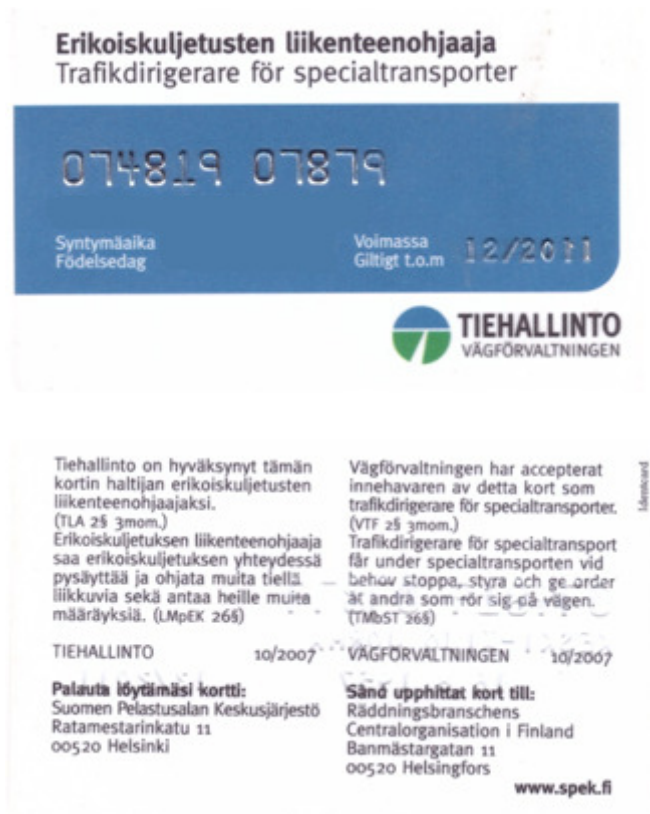 Erikoiskuljetusten liikenteenohjaaja
Trafikdirigerare för specialtransporter
074819 07879
Syntymäaika
Födelsedag
Voimassa
Giltigt t.o.m 12/2011
TIEHALLINTO
VÄGFÖRVALTNINGEN
Tiehallinto on hyväksynyt tämän
kortin haltijan erikoiskuljetusten
liikenteenohjaajaksi.
(TLA 2§ 3mom.)
Erikoiskuljetuksen liikenteenohjaaja
saa erikoiskuljetuksen yhteydessä
pysäyttää ja ohjata muita tiellä
liikkuvia sekä antaa heille muita
määräyksiä. (LMpEK 26§)
TIEHALLINTO 10/2007
Palauta löytämäsi kortti:
Suomen Pelastusalan Keskusjärjestö
Ratamestarinkatu 11
00520 Helsinki
Vägförvaltningen har accepterat
innehavaren av detta kort som
trafikdirigerare för specialtransporter.
(VTF 2§ 3mom.)
Trafikdirigerare för specialtransport
får under specialtransporten vid
behov stoppa, styra och ge order
åt andra som rör sig på vägen.
(TMbST 26§)
VÄGFÖRVALTNINGEN 10/2007
Sänd upphittat kort till:
Räddningsbranschens
Centralorganisation i Finland
Banmästargatan 11
00520 Helsingfors
www.spek.fi
Idencard